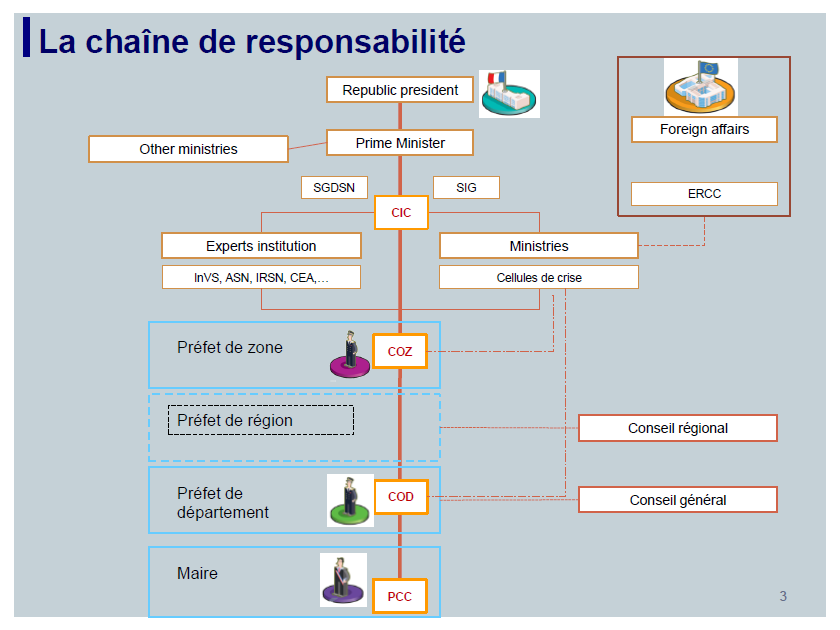 La chaîne de responsabilité
Republic president
Foreign affairs
Other ministries
Prime Minister
SGDSN
SIG
ERCC
CIC
Experts institution
Ministries
InVS, ASN, IRSN, CEA,...
Cellules de crise
Préfet de zone
COZ
Préfet de région
Conseil régional
Préfet de
département
COD
Conseil général
Maire
PCC
3